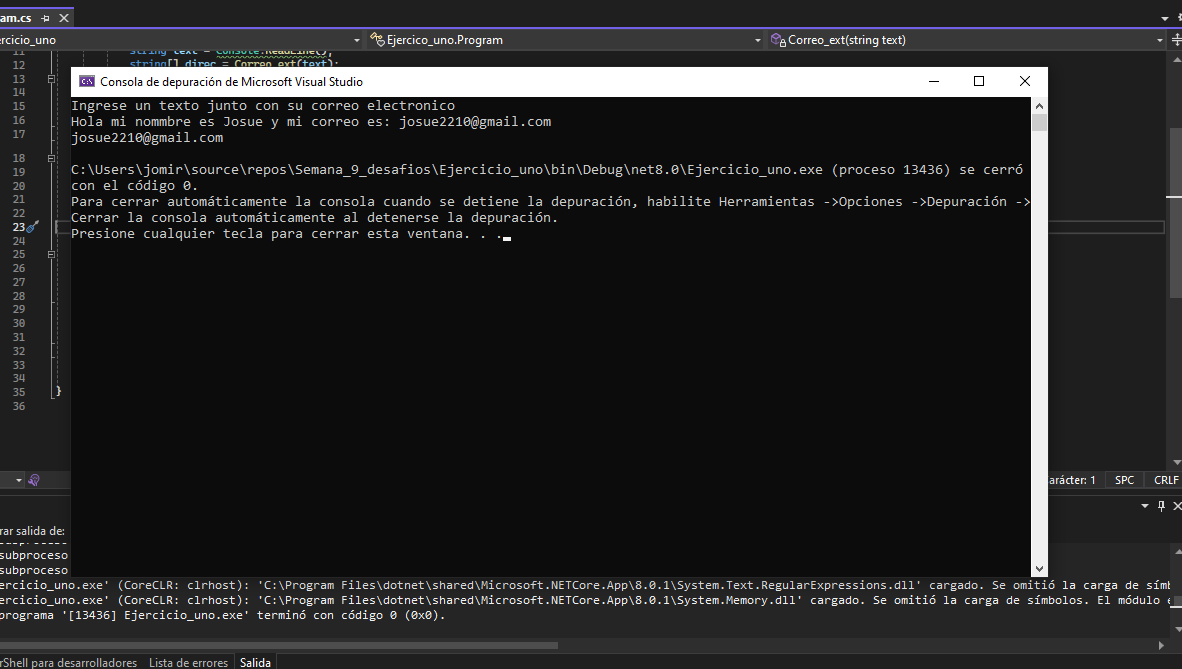 am.cs
ercicio_uno
Ejercico_uno.Program
Correo_ext(string text)
11 string text = Console.ReadLine();
12 string[] direc = Correo_ext(text);
13
14
15
16
17
18
19
20
21
22
23
24
25
26
27
28
29
30
31
32
33
34
35 }
36
Consola de depuración de Microsoft Visual Studio
Ingrese un texto junto con su correo electronico
Hola mi nommbre es Josue y mi correo es: josue2210@gmail.com
josue2210@gmail.com
C:\Users\jomir\source\repos\Semana_9_desafios\Ejercicio_uno\bin\Debug\net8.0\Ejercicio_uno.exe (proceso 13436) se cerró
con el código 0.
Para cerrar automáticamente la consola cuando se detiene la depuración, habilite Herramientas ->Opciones ->Depuración ->
Cerrar la consola automáticamente al detenerse la depuración.
Presione cualquier tecla para cerrar esta ventana. . .
arácter: 1 SPC CRLF
rar salida de:
subproceso
subproceso
ercicio_uno.exe' (CoreCLR: clrhost): 'C:\Program Files\dotnet\shared\Microsoft.NETCore.App\8.0.1\System.Text.RegularExpressions.dll' cargado. Se omitió la carga de símb
ercicio_uno.exe' (CoreCLR: clrhost): 'C:\Program Files\dotnet\shared\Microsoft.NETCore.App\8.0.1\System.Memory.dll' cargado. Se omitió la carga de símbolos. El módulo e
programa '[13436] Ejercicio_uno.exe' terminó con código 0 (0x0).
rShell para desarrolladores Lista de errores Salida